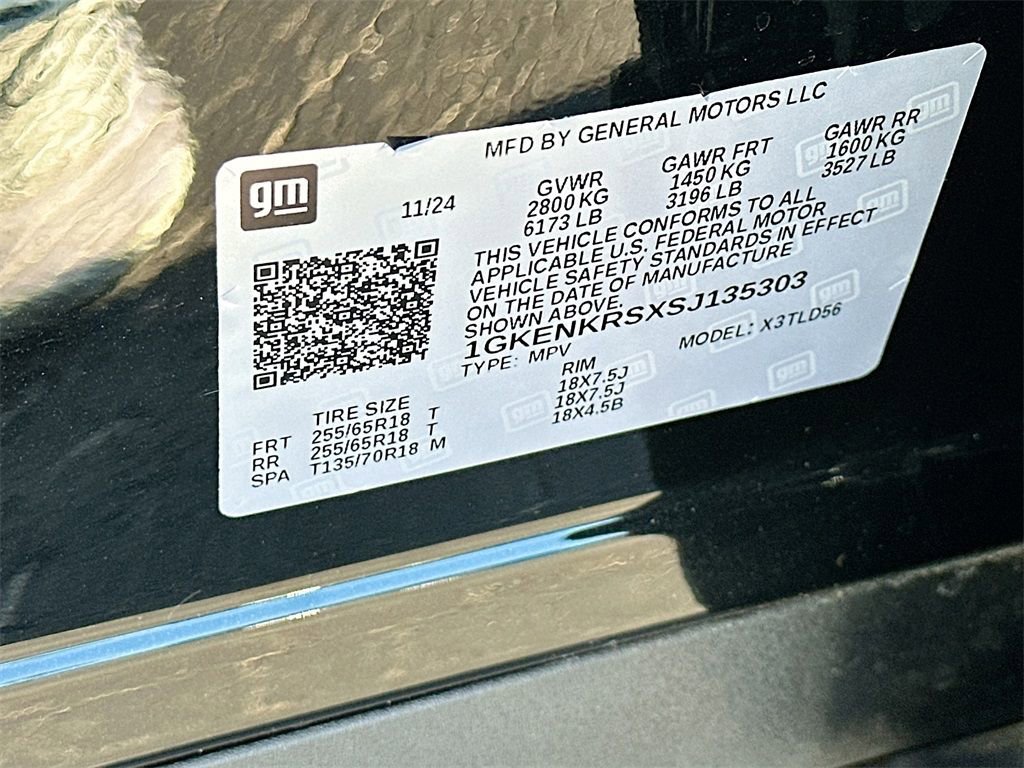 MFD BY GENERAL MOTORS LLC
gm
11/24
GVWR
2800 KG
6173 LB
GAWR FRT
1450 KG
3196 LB
GAWR RR
1600 KG
3527 LB
THIS VEHICLE CONFORMS TO ALL
APPLICABLE U.S. FEDERAL MOTOR
VEHICLE SAFETY STANDARDS IN EFFECT
ON THE DATE OF MANUFACTURE
SHOWN ABOVE.
1GKENKRSXSJ135303
TYPE: MPV
MODEL: X3TLD56
TIRE SIZE RIM
FRT 255/65R18 T 18X7.5J
RR 255/65R18 T 18X7.5J
SPA T135/70R18 M 18X4.5B